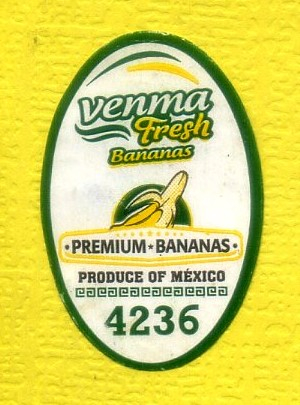 venma
Fresh
Bananas
· PREMIUM★BANANAS ·
PRODUCE OF MÉXICO
4236